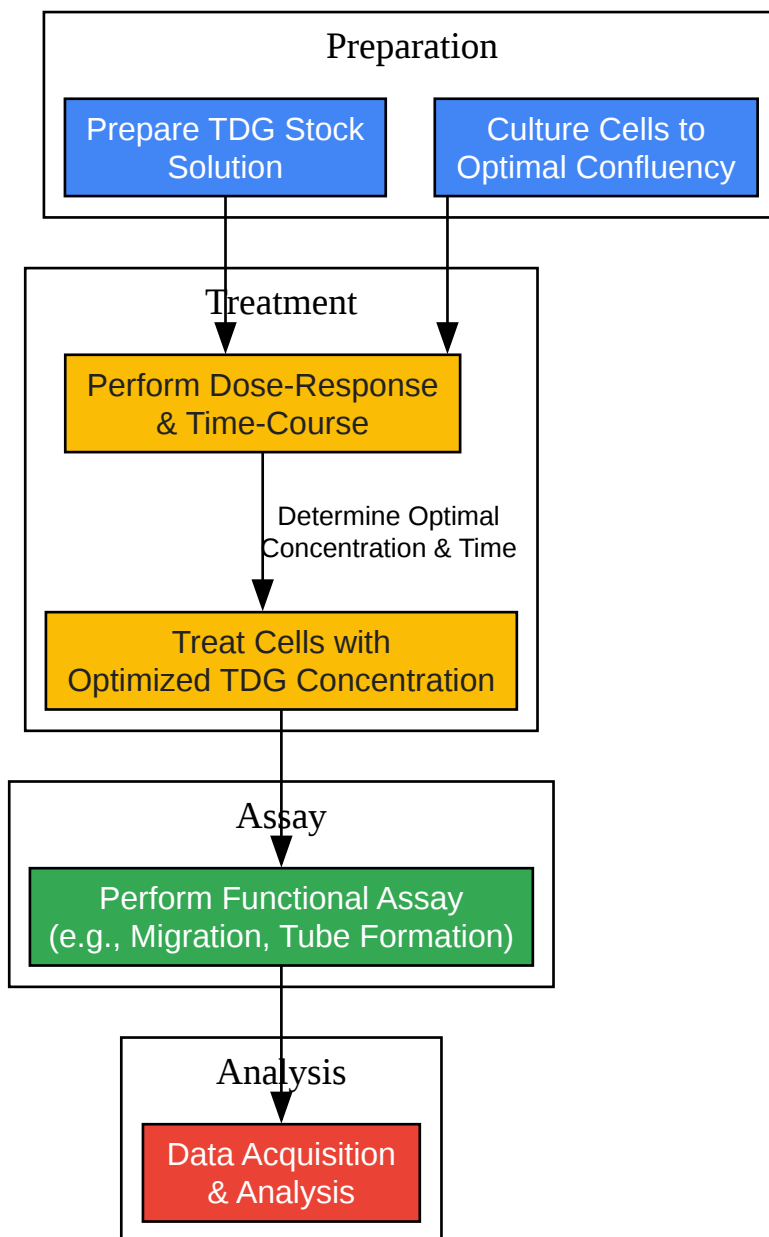 Preparation
Prepare TDG Stock
Solution
Culture Cells to
Optimal Confluency
Treatment
Perform Dose-Response
& Time-Course
Determine Optimal
Concentration & Time
Treat Cells with
Optimized TDG Concentration
Assay
Perform Functional Assay
(e.g., Migration, Tube Formation)
Analysis
Data Acquisition
& Analysis